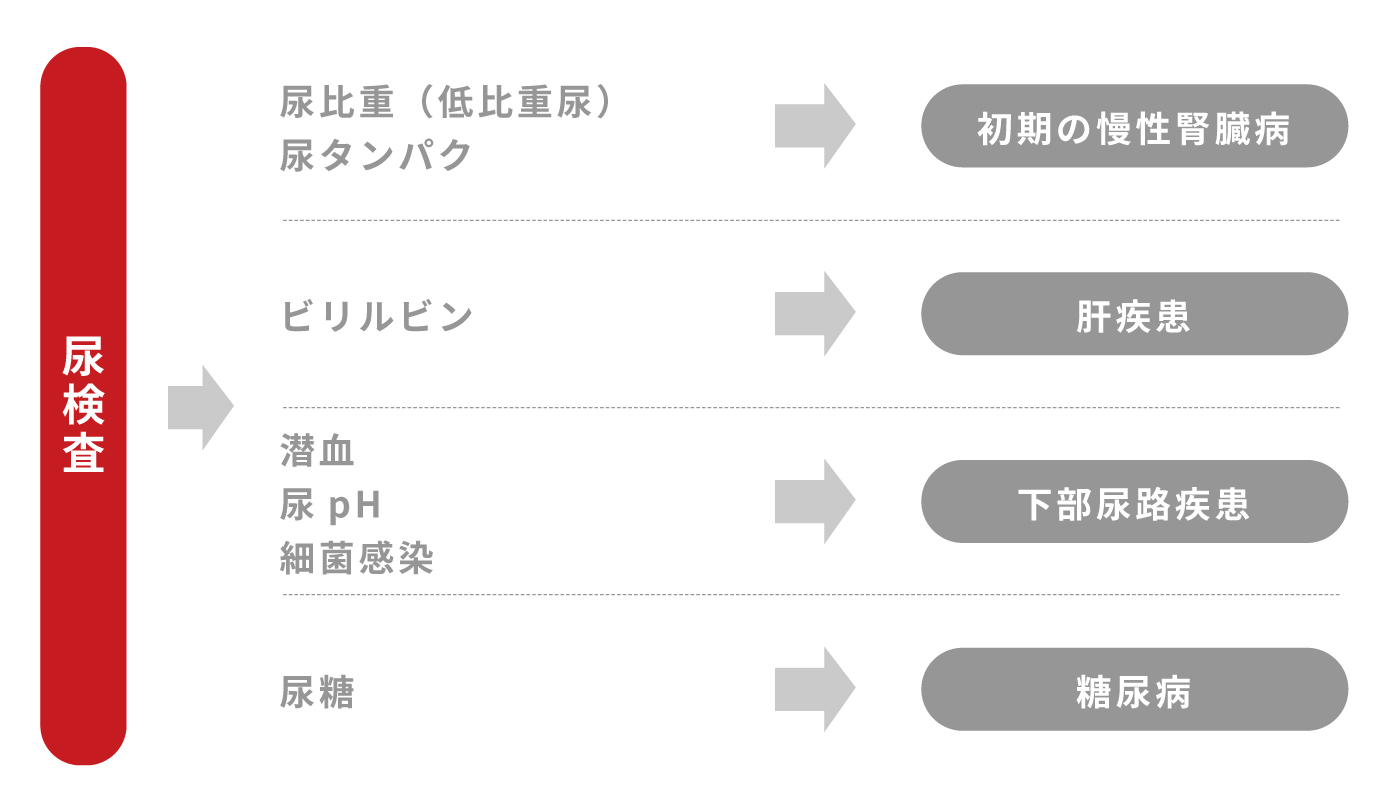 尿検査
尿比重（低比重尿）
尿タンパク
初期の慢性腎臓病
ビリルビン
肝疾患
潜血
尿 pH
細菌感染
下部尿路疾患
尿糖
糖尿病